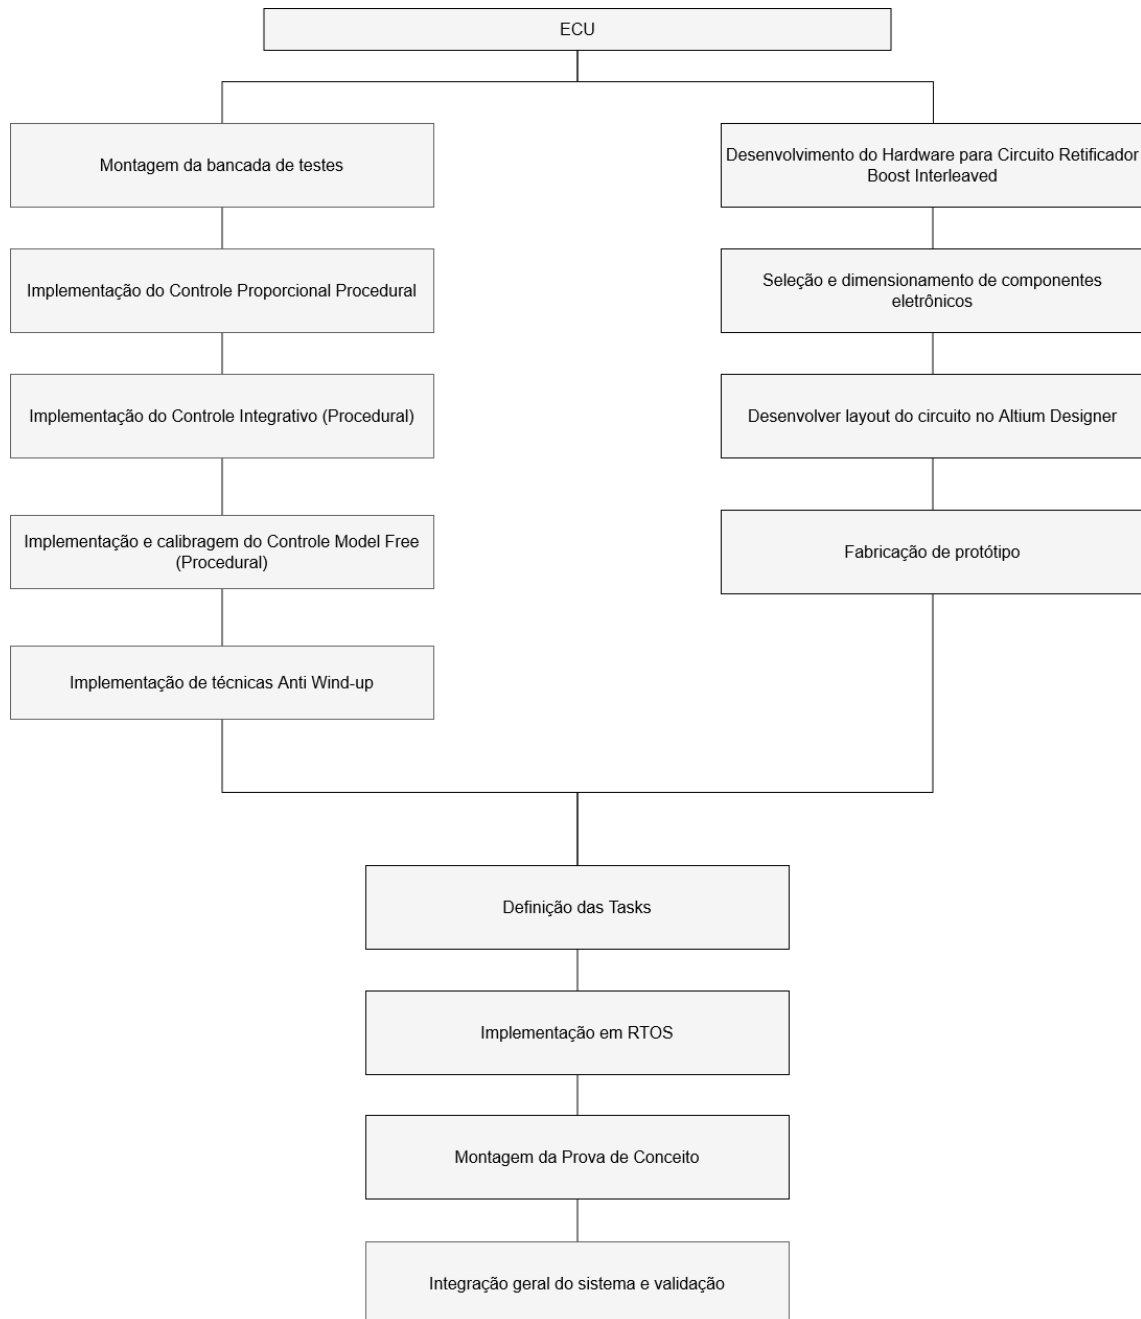 ECU
Montagem da bancada de testes
Implementação do Controle Proporcional Procedural
Implementação do Controle Integrativo (Procedural)
Implementação e calibragem do Controle Model Free
(Procedural)
Implementação de técnicas Anti Wind-up
Desenvolvimento do Hardware para Circuito Retificador
Boost Interleaved
Seleção e dimensionamento de componentes
eletrônicos
Desenvolver layout do circuito no Altium Designer
Fabricação de protótipo
Definição das Tasks
Implementação em RTOS
Montagem da Prova de Conceito
Integração geral do sistema e validação